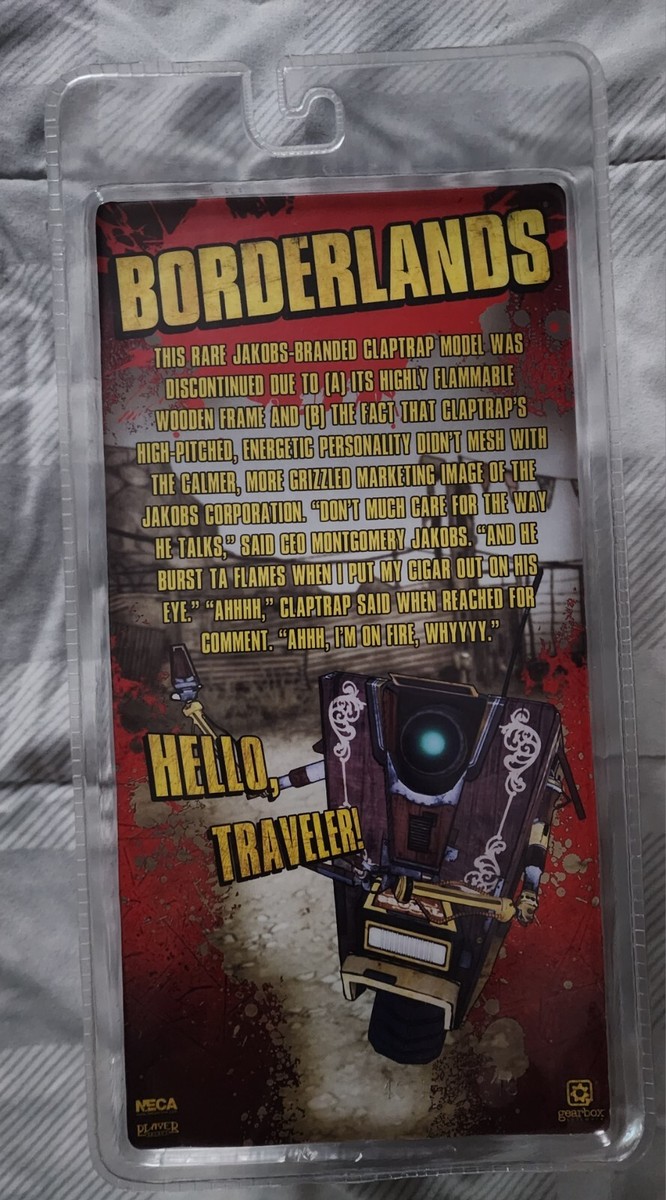 BORDERLANDS
THIS RARE JAKOBS-BRANDED CLAPTRAP MODEL WAS
DISCONTINUED DUE TO (A) ITS HIGHLY FLAMMABLE
WOODEN FRAME AND (B) THE FACT THAT CLAPTRAP'S
HIGH-PITCHED, ENERGETIC PERSONALITY DIDN'T MESH WITH
THE CALMER, MORE GRIZZLED MARKETING IMAGE OF THE
JAKOBS CORPORATION. "DON'T MUCH CARE FOR THE WAY
HE TALKS," SAID CEO MONTGOMERY JAKOBS. "AND HE
BURST TA FLAMES WHEN I PUT MY CIGAR OUT ON HIS
EYE." "AHHHH," CLAPTRAP SAID WHEN REACHED FOR
COMMENT. "AHHH, I'M ON FIRE, WHYYYY."
HELLO,
TRAVELER!
NECA
PLAYER
gearbox